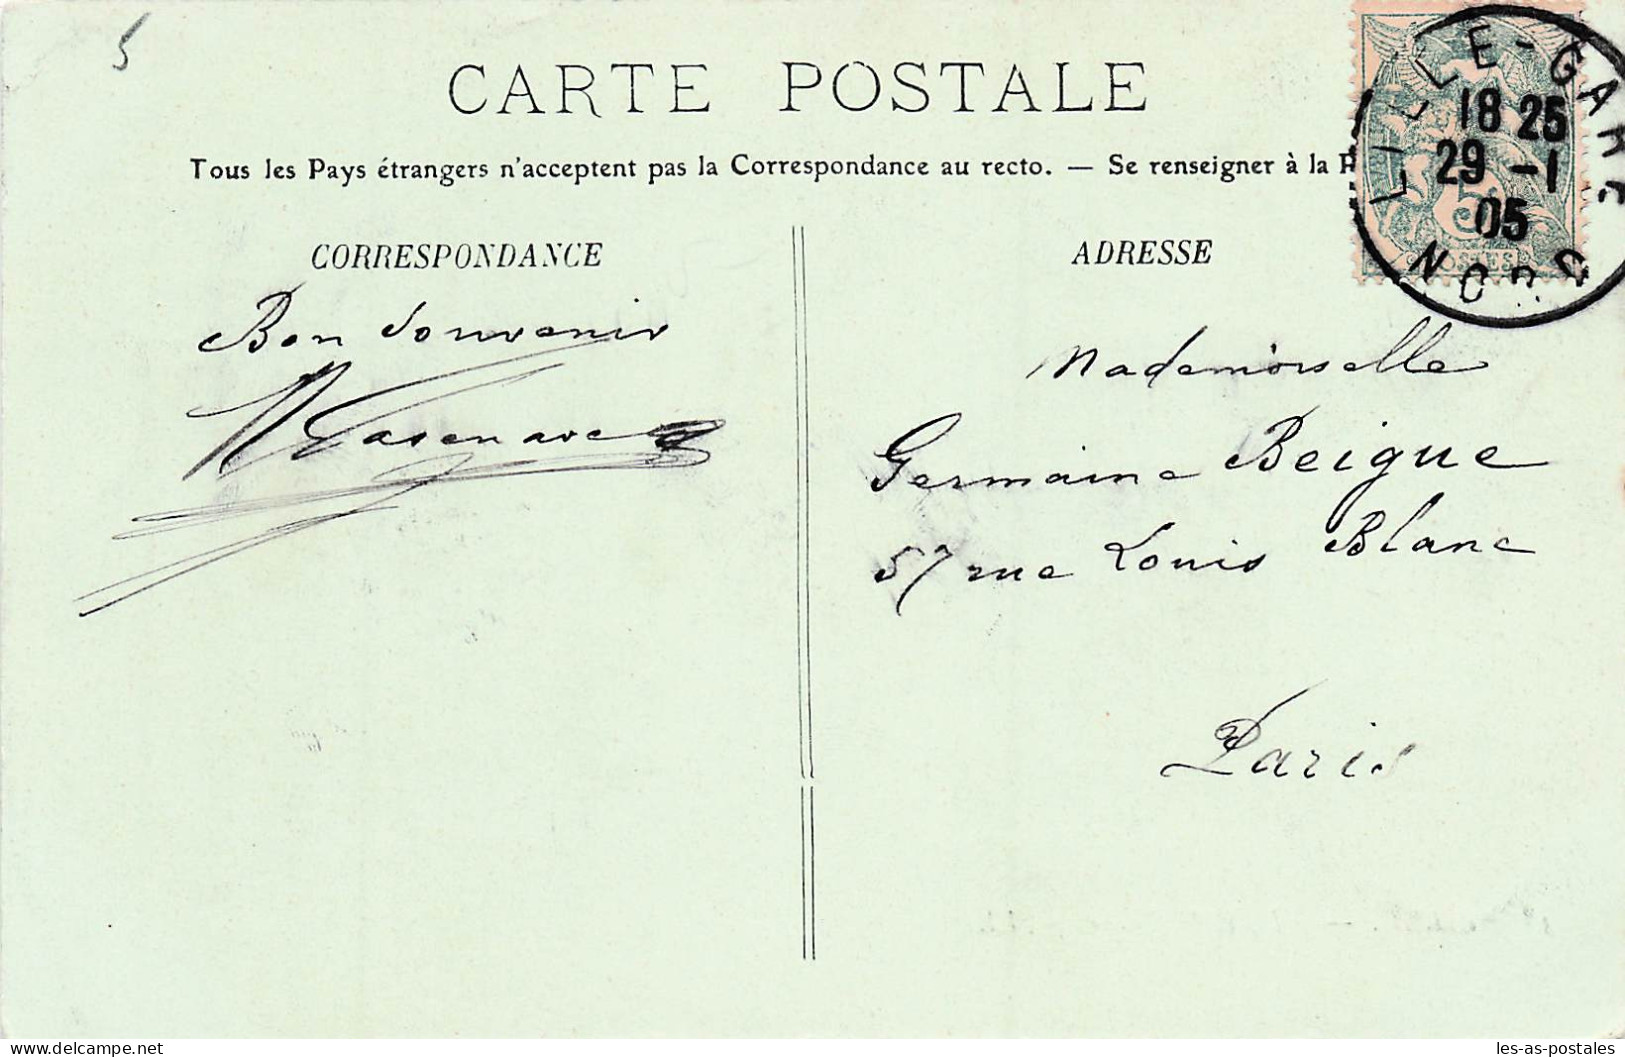 5
CARTE POSTALE
Tous les Pays étrangers n'acceptent pas la Correspondance au recto. — Se renseigner à la P
LILLE-GARE
18 25
29 -1
05
NORD
5
POSTES
CORRESPONDANCE
ADRESSE
Bon Souvenir
Mademoiselle
Germaine Beigue
57 rue Louis Blanc
Paris
delcampe.net
les-as-postales